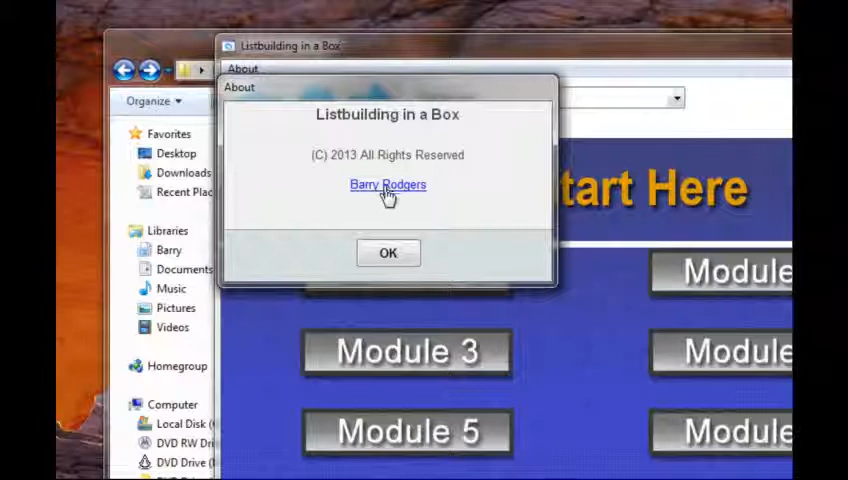 Listbuilding in a Box
About
About
Listbuilding in a Box
(C) 2013 All Rights Reserved
Barry Rodgers
OK
tart Here
Module
Module 3
Module
Module 5
Module
Organize
Favorites
Desktop
Downloads
Recent Plac
Libraries
Barry
Documents
Music
Pictures
Videos
Homegroup
Computer
Local Disk (
DVD RW Dri
DVD Drive (